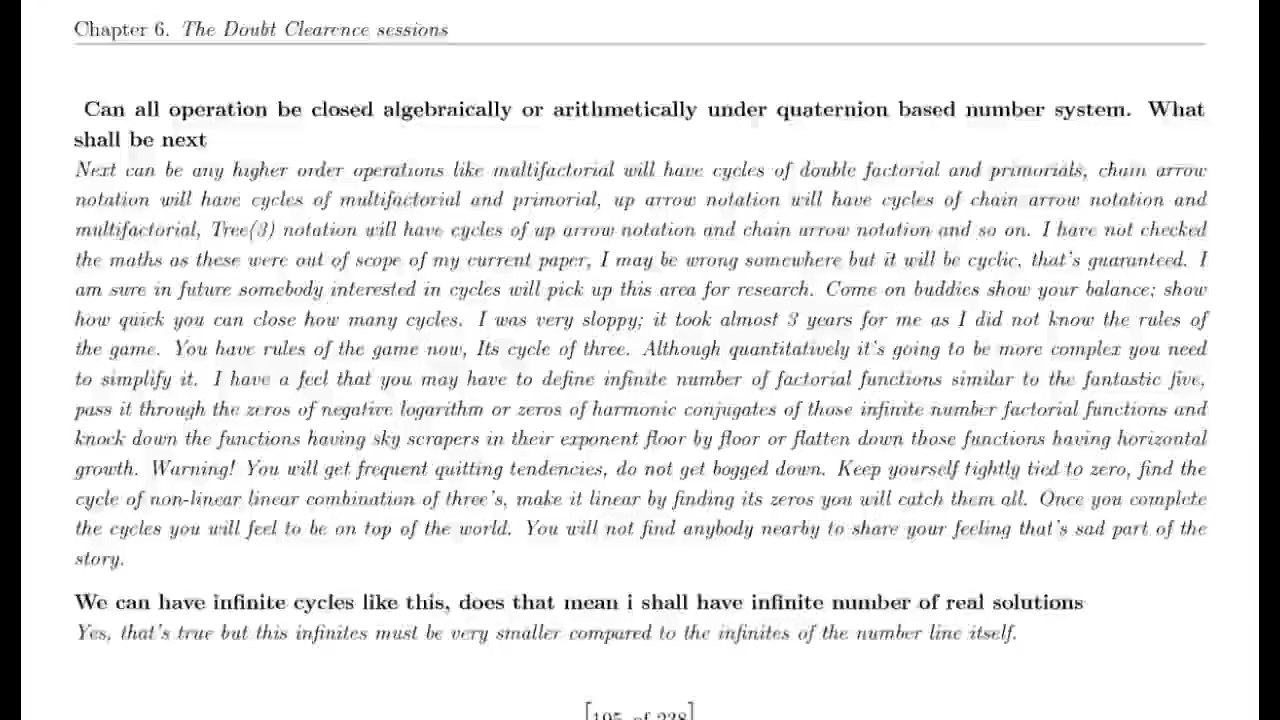 Chapter 6. The Doubt Clearence sessions
Can all operation be closed algebraically or arithmetically under quaternion based number system. What
shall be next
Next can be any higher order operations like multifactorial will have cycles of double factorial and primorials, chain arrow
notation will have cycles of multifactorial and primorial, up arrow notation will have cycles of chain arrow notation and
multifactorial, Tree(3) notation will have cycles of up arrow notation and chain arrow notation and so on. I have not checked
the maths as these were out of scope of my current paper, I may be wrong somewhere but it will be cyclic, that's guaranteed. I
am sure in future somebody interested in cycles will pick up this area for research. Come on buddies show your balance; show
how quick you can close how many cycles. I was very sloppy; it took almost 3 years for me as I did not know the rules of
the game. You have rules of the game now, Its cycle of three. Although quantitatively it's going to be more complex you need
to simplify it. I have a feel that you may have to define infinite number of factorial functions similar to the fantastic five,
pass it through the zeros of negative logarithm or zeros of harmonic conjugates of those infinite number factorial functions and
knock down the functions having sky scrapers in their exponent floor by floor or flatten down those functions having horizontal
growth. Warning! You will get frequent quitting tendencies, do not get bogged down. Keep yourself tightly tied to zero, find the
cycle of non-linear linear combination of three's, make it linear by finding its zeros you will catch them all. Once you complete
the cycles you will feel to be on top of the world. You will not find anybody nearby to share your feeling that's sad part of the
story.
We can have infinite cycles like this, does that mean i shall have infinite number of real solutions
Yes, that's true but this infinites must be very smaller compared to the infinites of the number line itself.
[195 of 228]